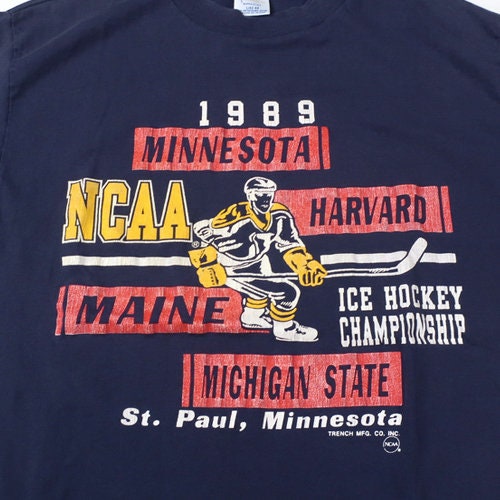 1989
MINNESOTA
NCAA
®
HARVARD
MAINE
ICE HOCKEY
CHAMPIONSHIP
MICHIGAN STATE
St. Paul, Minnesota
TRENCH MFG. CO. INC.
NCAA
®